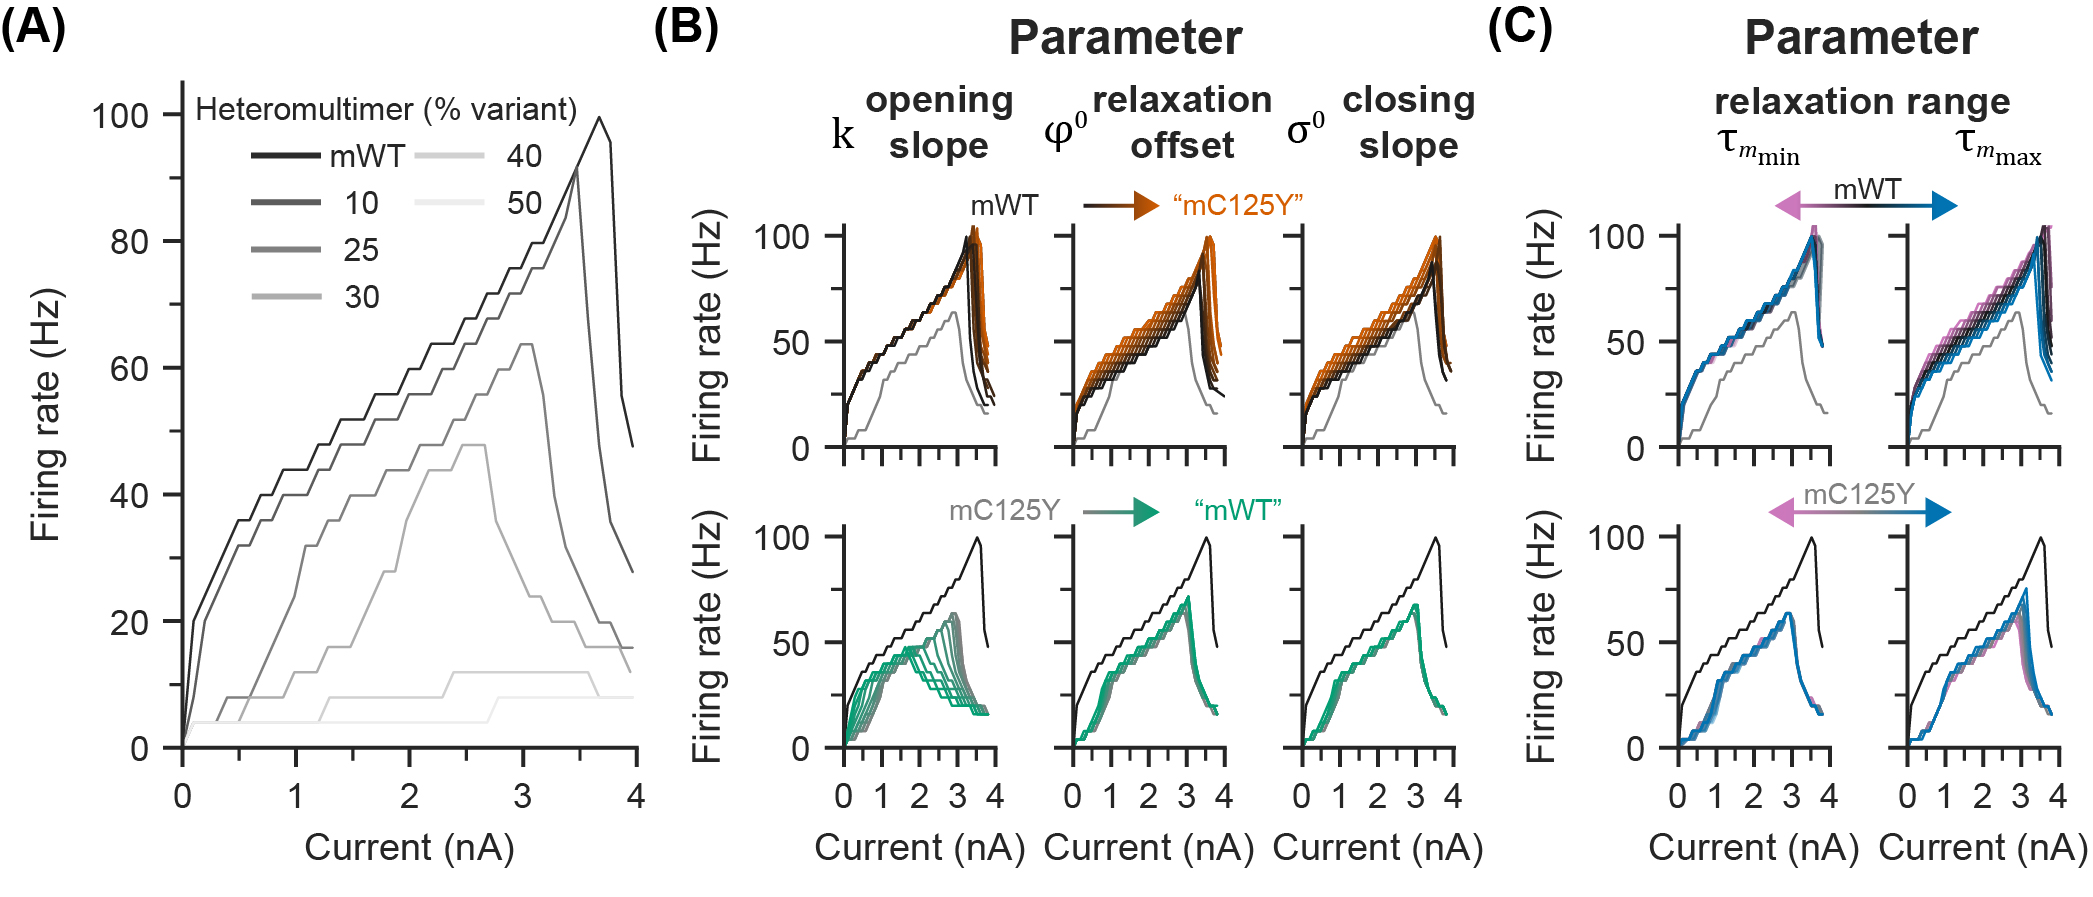 (A)
Firing rate (Hz)
100
80
60
40
20
0
Heteromultimer (% variant)
mWT 40
10 50
25
30
0 1 2 3 4
Current (nA)
(B)
Parameter
k opening slope
φ⁰ relaxation offset
σ⁰ closing slope
mWT “mC125Y”
Firing rate (Hz)
100
50
0
mC125Y “mWT”
Firing rate (Hz)
100
50
0
0 1 2 3 4 0 1 2 3 4 0 1 2 3 4
Current (nA) Current (nA) Current (nA)
(C)
Parameter
relaxation range
τmmin τmmax
mWT
Firing rate (Hz)
100
50
0
mC125Y
Firing rate (Hz)
100
50
0
0 1 2 3 4 0 1 2 3 4
Current (nA) Current (nA)